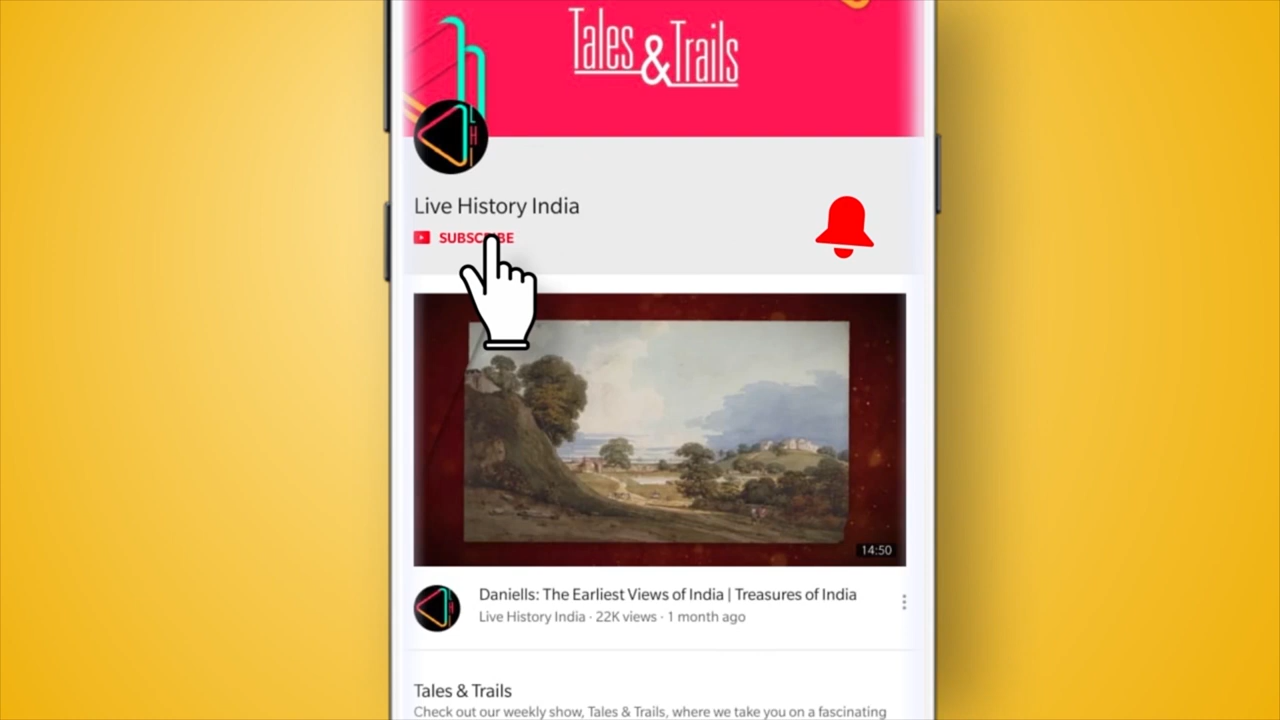 Tales & Trails
Live History India
SUBSCRIBE
14:50
Daniells: The Earliest Views of India | Treasures of India
Live History India · 22K views · 1 month ago
Tales & Trails
Check out our weekly show, Tales & Trails, where we take you on a fascinating